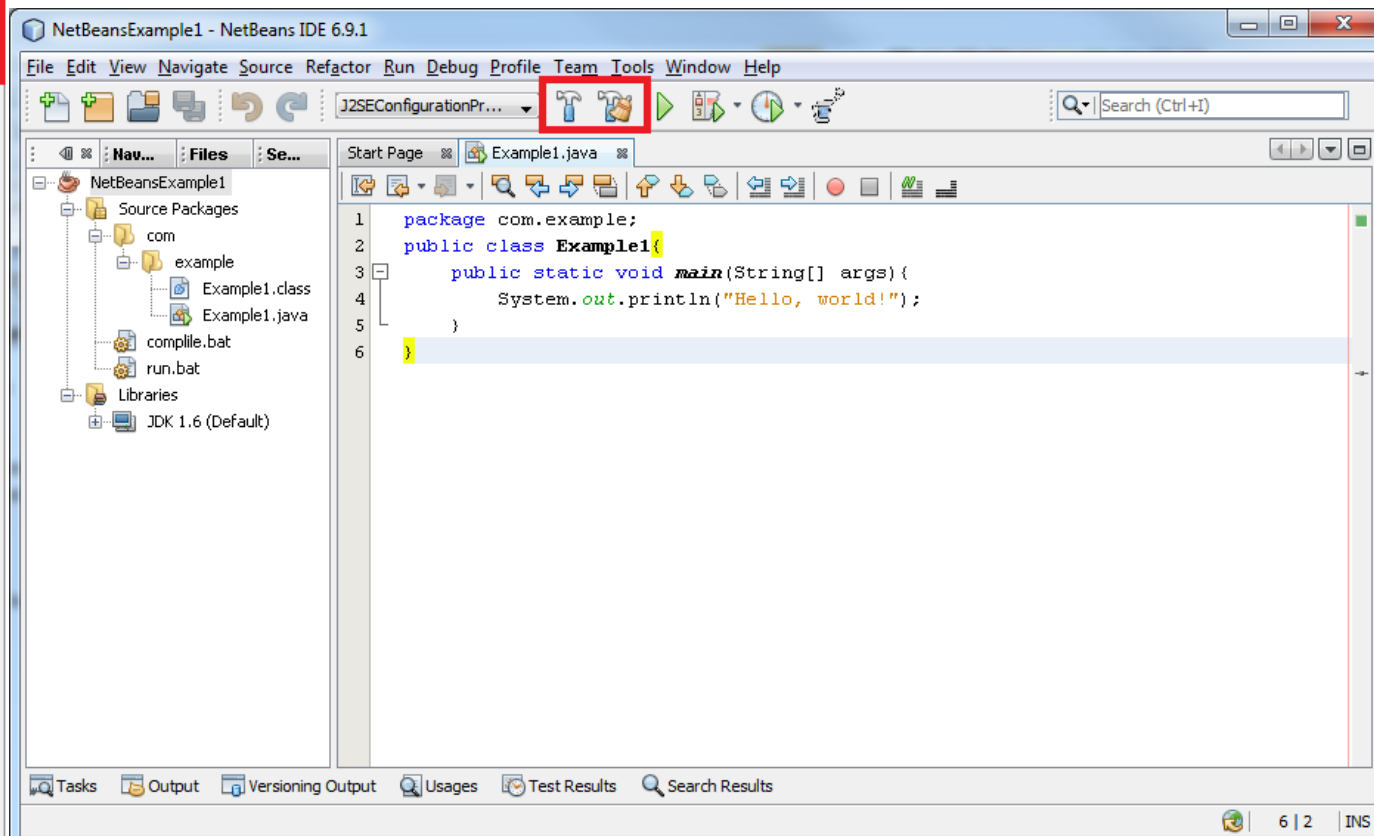 NetBeansExample1 - NetBeans IDE 6.9.1
File Edit View Navigate Source Refactor Run Debug Profile Team Tools Window Help
J2SEConfigurationPr...
Search (Ctrl+I)
Nav... Files Se...
Start Page Example1.java
NetBeansExample1
Source Packages
com
example
Example1.class
Example1.java
complile.bat
run.bat
Libraries
JDK 1.6 (Default)
1 package com.example;
2 public class Example1{
3 public static void main(String[] args){
4 System.out.println("Hello, world!");
5 }
6 }
Tasks Output Versioning Output Usages Test Results Search Results
6 | 2 INS